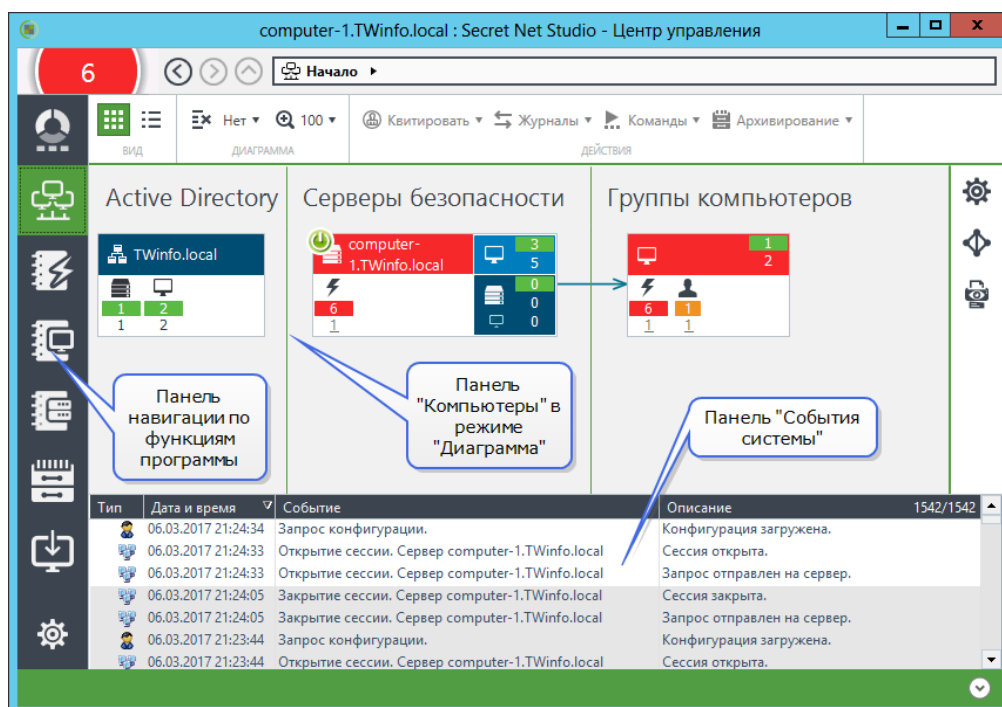 computer-1.TWinfo.local : Secret Net Studio - Центр управления
6
Начало
Нет
100
Квитировать
Журналы
Команды
Архивирование
ВИД
ДИАГРАММА
ДЕЙСТВИЯ
Active Directory
Серверы безопасности
Группы компьютеров
TWinfo.local
1 2
1 2
computer-
1.TWinfo.local
3
5
6
1
0
0
0
1
2
6 1
1 1
Панель
навигации по
функциям
программы
Панель
"Компьютеры" в
режиме
"Диаграмма"
Панель "События
системы"
Тип Дата и время Событие Описание 1542/1542
06.03.2017 21:24:34 Запрос конфигурации. Конфигурация загружена.
06.03.2017 21:24:33 Открытие сессии. Сервер computer-1.TWinfo.local Сессия открыта.
06.03.2017 21:24:33 Открытие сессии. Сервер computer-1.TWinfo.local Запрос отправлен на сервер.
06.03.2017 21:24:05 Закрытие сессии. Сервер computer-1.TWinfo.local Сессия закрыта.
06.03.2017 21:24:05 Закрытие сессии. Сервер computer-1.TWinfo.local Запрос отправлен на сервер.
06.03.2017 21:23:44 Запрос конфигурации. Конфигурация загружена.
06.03.2017 21:23:44 Открытие сессии. Сервер computer-1.TWinfo.local Сессия открыта.